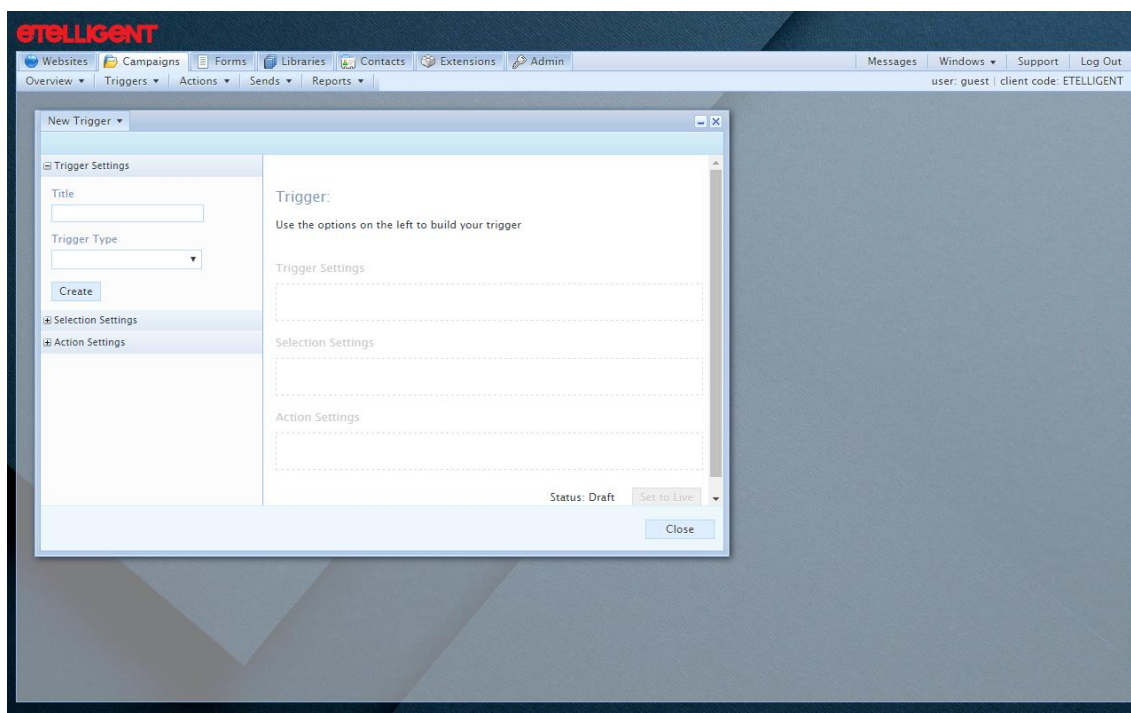 eTELLIGeNT
Websites Campaigns Forms Libraries Contacts Extensions Admin Messages Windows Support Log Out
Overview Triggers Actions Sends Reports user: guest client code: ETELLIGENT
New Trigger
Trigger Settings
Title
Trigger Type
Create
Selection Settings
Action Settings
Trigger:
Use the options on the left to build your trigger
Trigger Settings
Selection Settings
Action Settings
Status: Draft Set to Live
Close